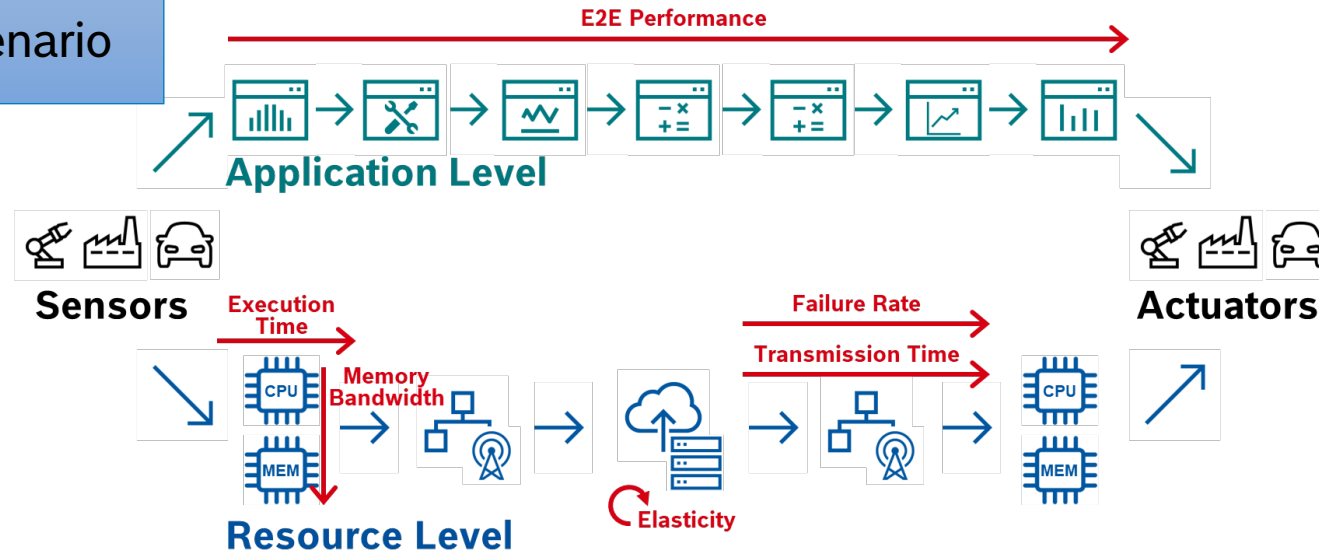 E2E Performance
Application Level
Sensors
Actuators
Execution
Time
Failure Rate
Transmission Time
CPU
Memory
Bandwidth
CPU
MEM
MEM
Elasticity
Resource Level